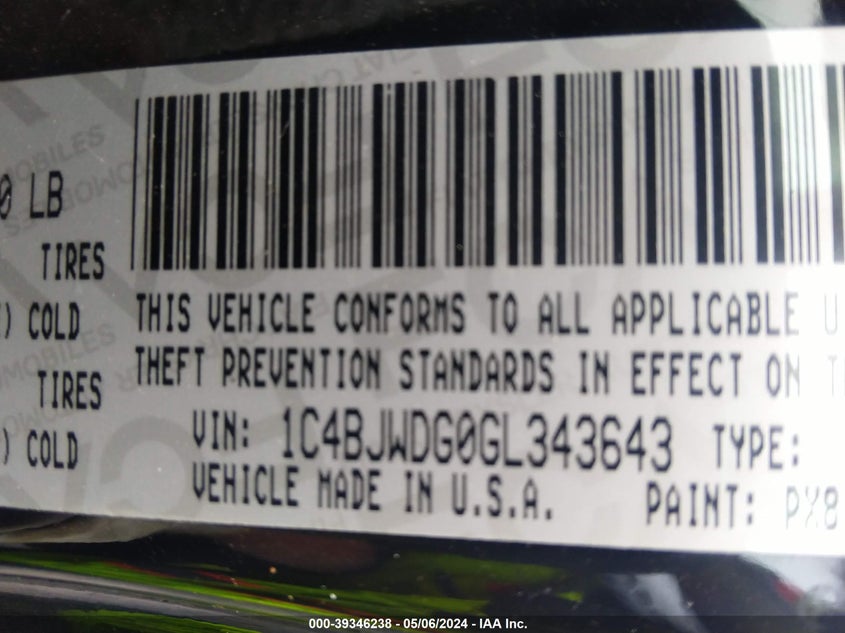 0 LB
TIRES
) COLD
TIRES
) COLD
THIS VEHICLE CONFORMS TO ALL APPLICABLE U
THEFT PREVENTION STANDARDS IN EFFECT ON T
VIN: 1C4BJWDG0GL343643 TYPE:
VEHICLE MADE IN U.S.A. PAINT: PX8
000-39346238 - 05/06/2024 - IAA Inc.